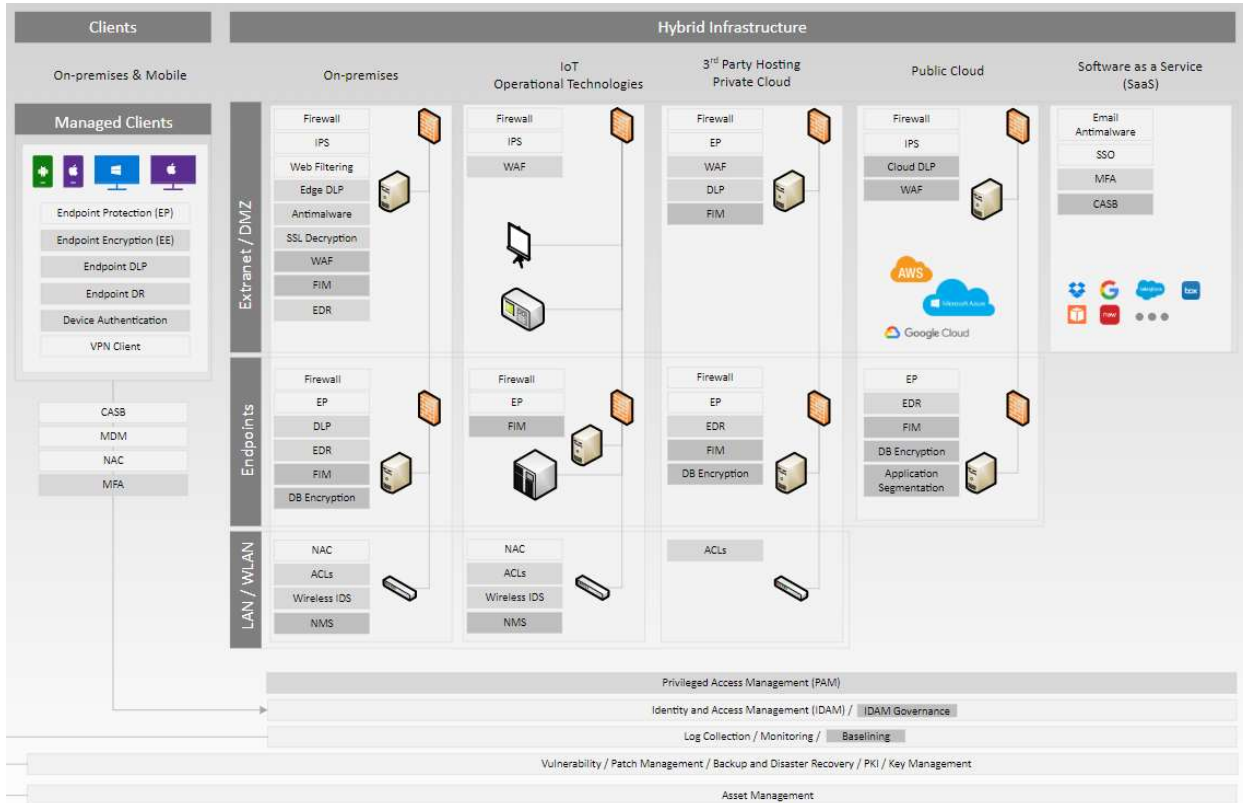 Clients
Hybrid Infrastructure
On-premises & Mobile
On-premises
IoT
Operational Technologies
3rd Party Hosting
Private Cloud
Public Cloud
Software as a Service
(SaaS)
Managed Clients
Endpoint Protection (EP)
Endpoint Encryption (EE)
Endpoint DLP
Endpoint DR
Device Authentication
VPN Client
CASB
MDM
NAC
MFA
Extranet / DMZ
Firewall
IPS
Web Filtering
Edge DLP
Antimalware
SSL Decryption
WAF
FIM
EDR
Firewall
IPS
WAF
Firewall
EP
WAF
DLP
FIM
Firewall
IPS
Cloud DLP
WAF
AWS
Microsoft Azure
Google Cloud
Email
Antimalware
SSO
MFA
CASB
salesforce
box
Endpoints
Firewall
EP
DLP
EDR
FIM
DB Encryption
Firewall
EP
FIM
Firewall
EP
EDR
FIM
DB Encryption
EP
EDR
FIM
DB Encryption
Application
Segmentation
LAN / WLAN
NAC
ACLs
Wireless IDS
NMS
NAC
ACLs
Wireless IDS
NMS
ACLs
Privileged Access Management (PAM)
Identity and Access Management (IDAM) / IDAM Governance
Log Collection / Monitoring / Baselining
Vulnerability / Patch Management / Backup and Disaster Recovery / PKI / Key Management
Asset Management